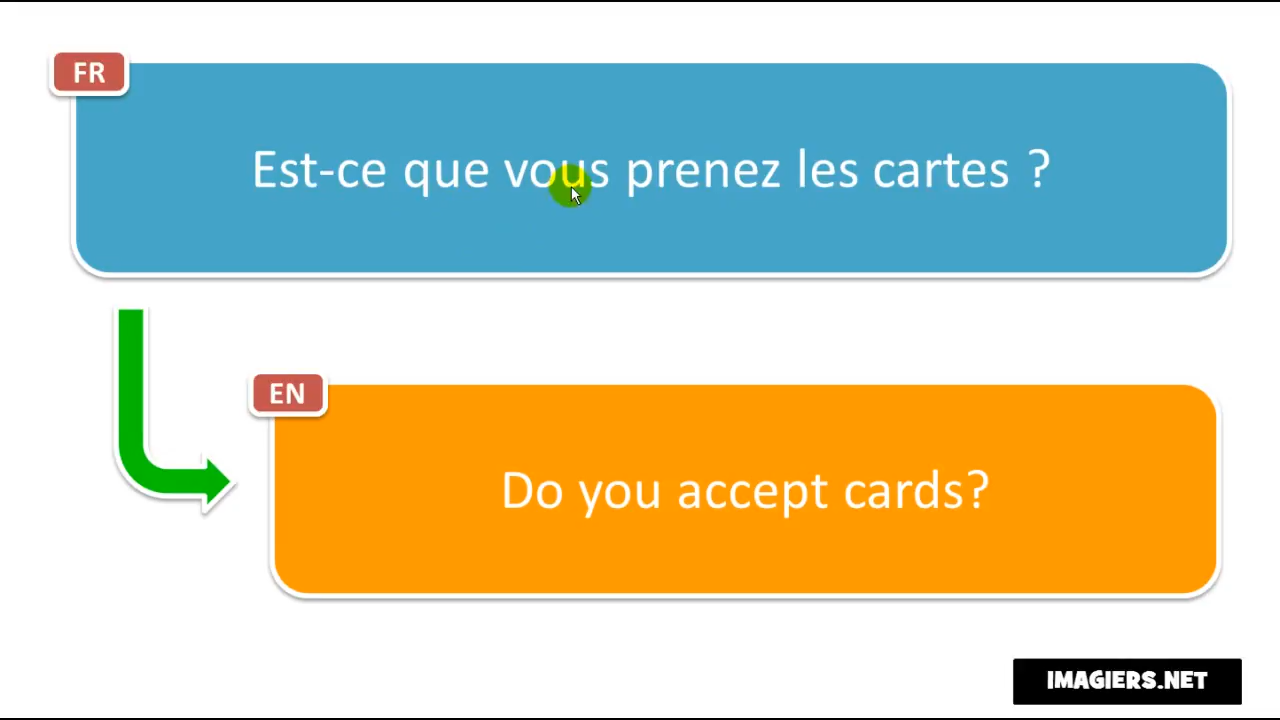 FR
Est-ce que vous prenez les cartes ?
EN
Do you accept cards?
IMAGIERS.NET